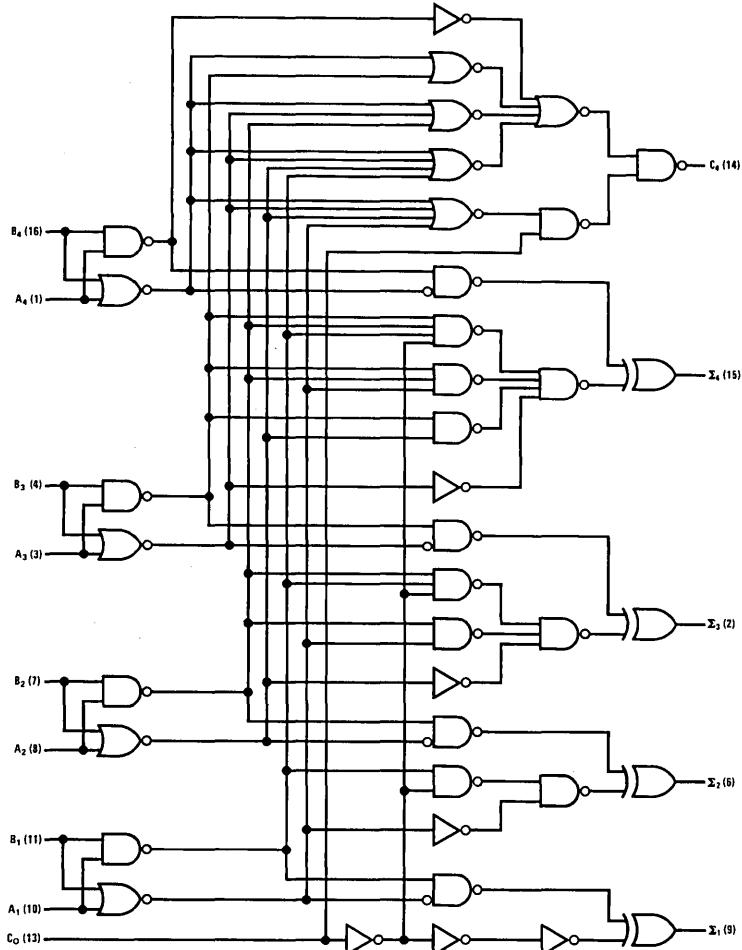 C₄ (14)
B₄ (16)
A₄ (1)
Σ₄ (15)
B₃ (4)
A₃ (3)
Σ₃ (2)
B₂ (7)
A₂ (8)
Σ₂ (6)
B₁ (11)
A₁ (10)
Σ₁ (9)
C₀ (13)